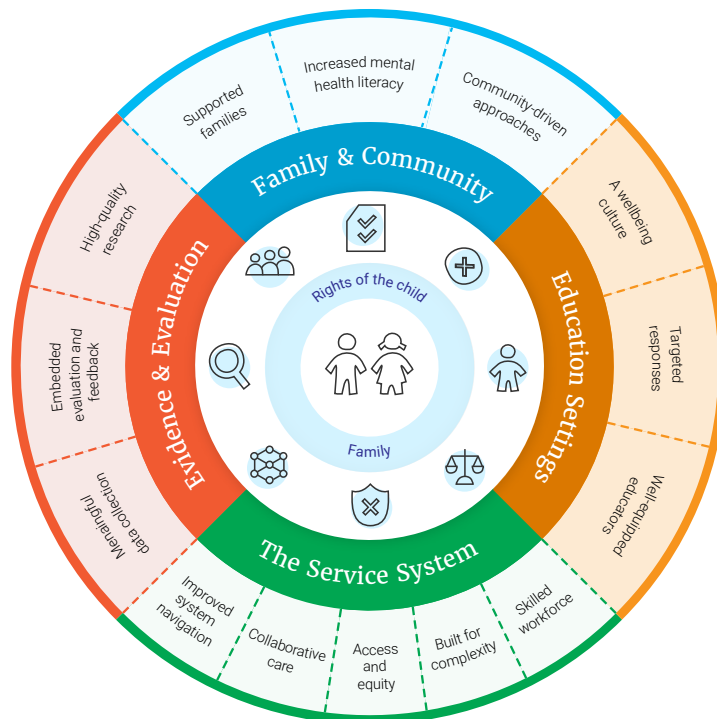 Supported
families
Increased mental
health literacy
Community-driven
approaches
Family & Community
A wellbeing
culture
Targeted
responses
Well-equipped
educators
Education Settings
Skilled
workforce
Built for
complexity
Access
and
equity
Collaborative
care
Improved
system
navigation
The Service System
Menaingful
data collection
Embedded
evaluation and
feedback
High-quality
research
Evidence & Evaluation
Rights of the child
Family